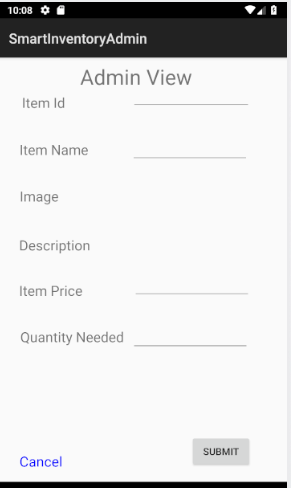 10:08
SmartInventoryAdmin
Admin View
Item Id
Item Name
Image
Description
Item Price
Quantity Needed
SUBMIT
Cancel